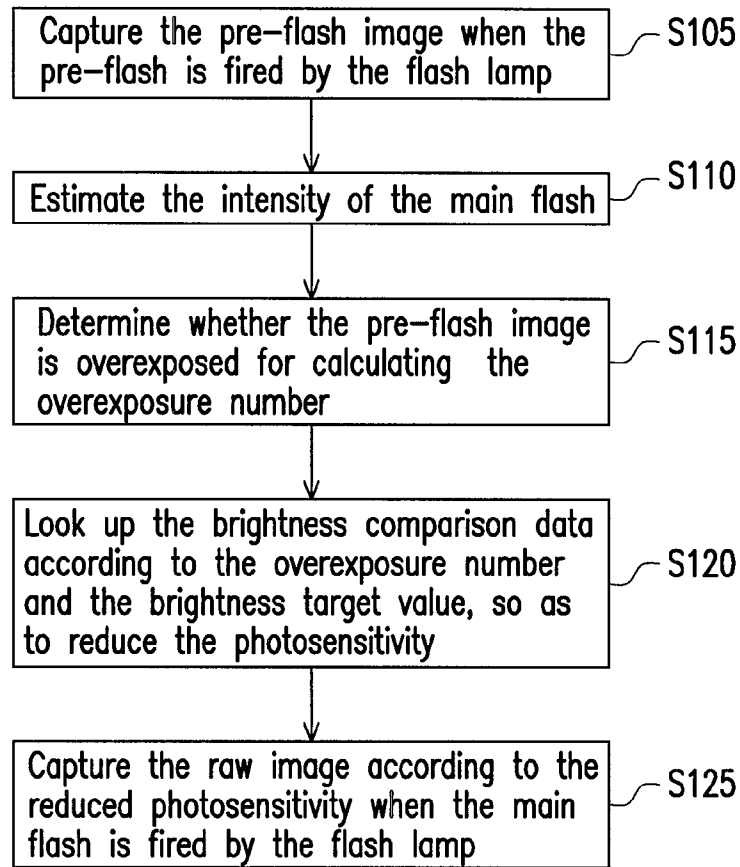 Capture the pre-flash image when the
pre-flash is fired by the flash lamp
S105
Estimate the intensity of the main flash
S110
Determine whether the pre-flash image
is overexposed for calculating the
overexposure number
S115
Look up the brightness comparison data
according to the overexposure number
and the brightness target value, so as
to reduce the photosensitivity
S120
Capture the raw image according to the
reduced photosensitivity when the main
flash is fired by the flash lamp
S125